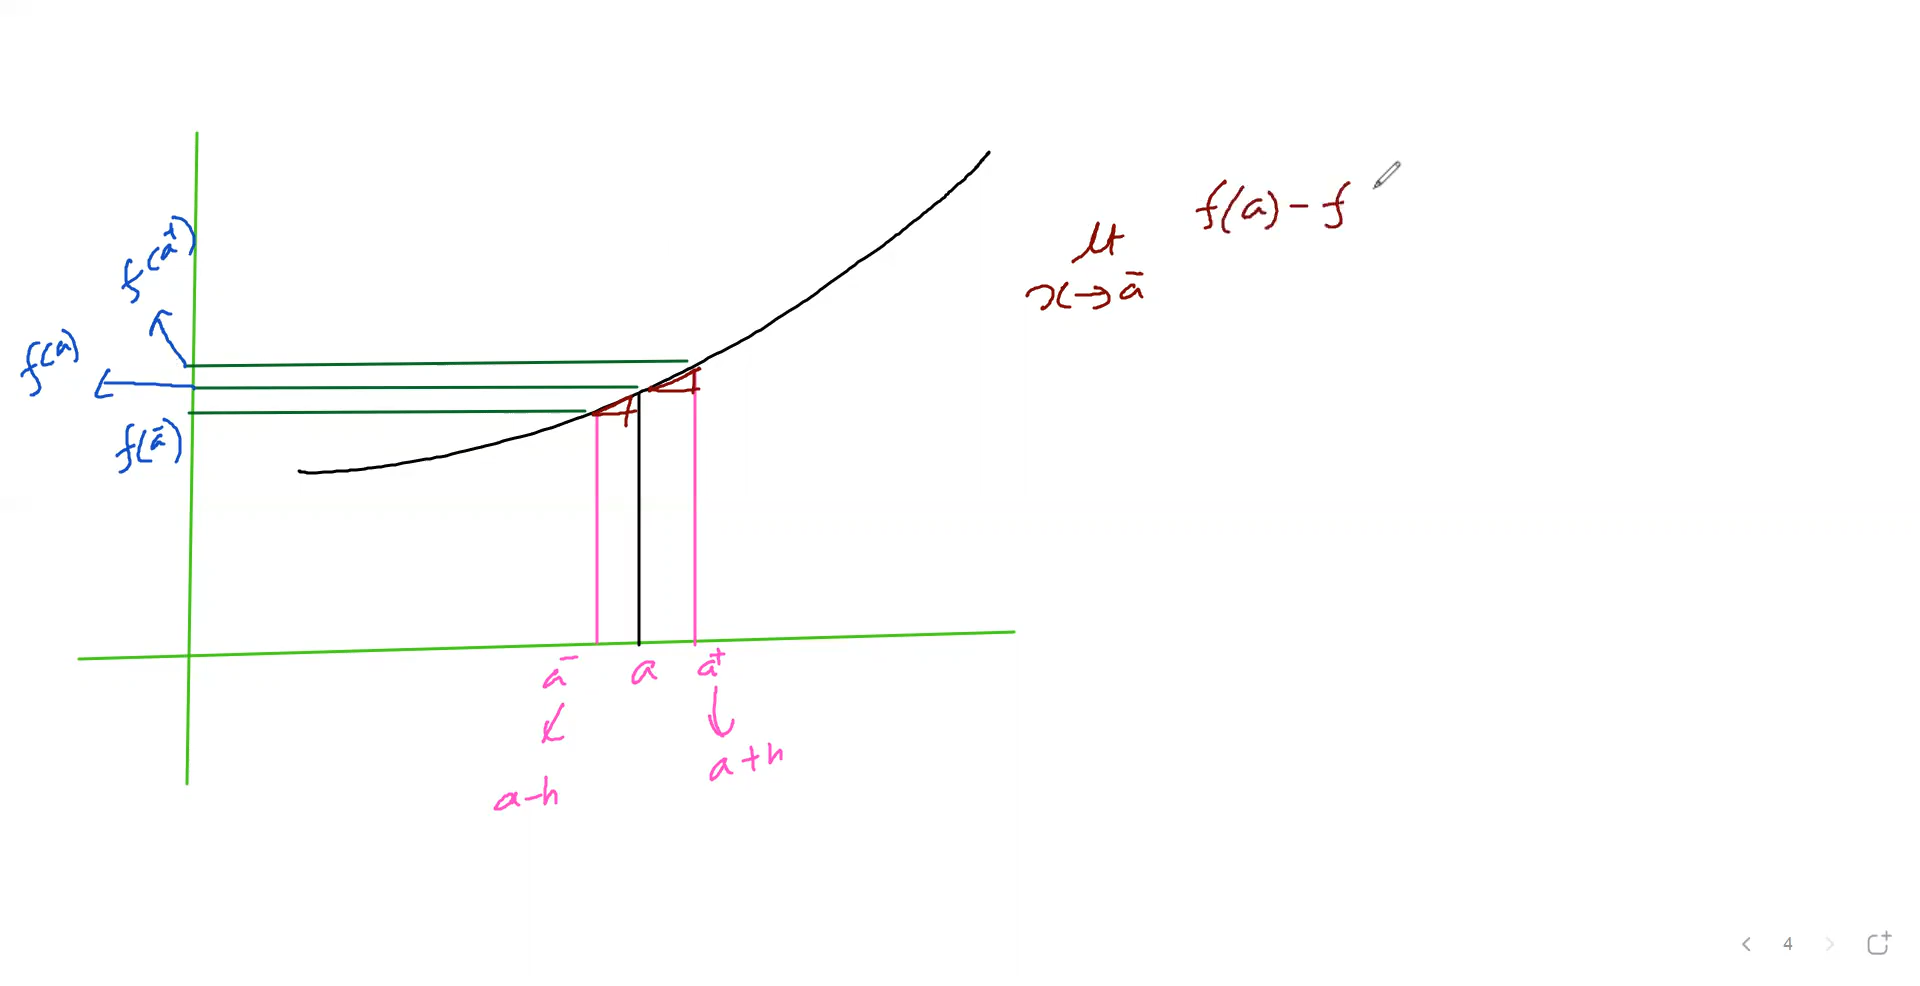 f(a⁺)
f(a)
f(a⁻)
a⁻ a a⁺
a-h
a+h
f(a) - f
lt
x→a⁻
4